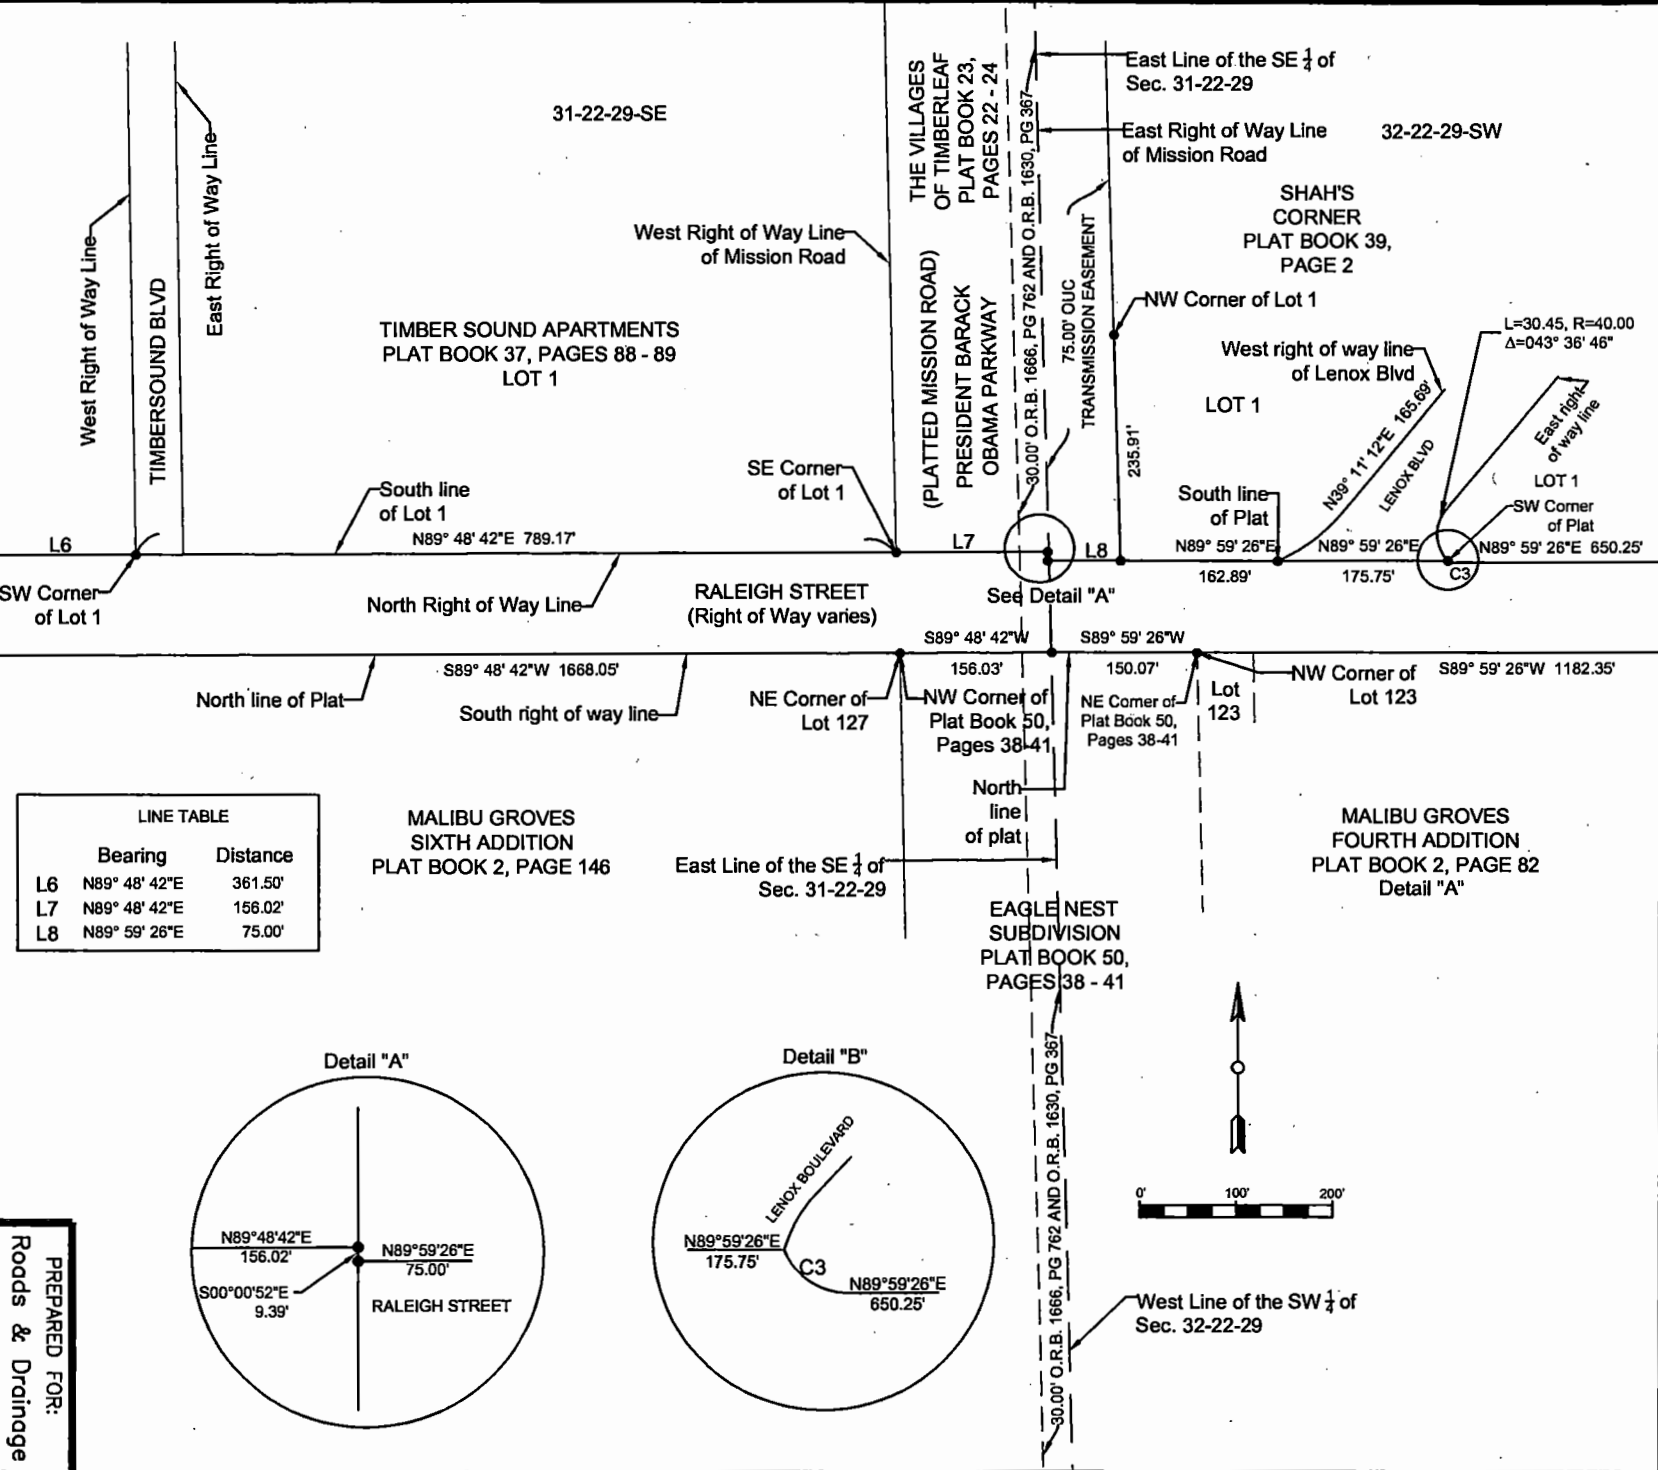 31-22-29-SE
THE VILLAGES
OF TIMBERLEAF
PLAT BOOK 23,
PAGES 22 - 24
East Line of the SE ¼ of
Sec. 31-22-29
East Right of Way Line
of Mission Road
32-22-29-SW
SHAH'S
CORNER
PLAT BOOK 39,
PAGE 2
West Right of Way Line
TIMBERSOUND BLVD
East Right of Way Line
West Right of Way Line
of Mission Road
TIMBER SOUND APARTMENTS
PLAT BOOK 37, PAGES 88 - 89
LOT 1
(PLATTED MISSION ROAD)
PRESIDENT BARACK
OBAMA PARKWAY
30.00' O.R.B. 1666, PG 762 AND O.R.B. 1630, PG 367
75.00' OUC
TRANSMISSION EASEMENT
235.91'
NW Corner of Lot 1
West right of way line
of Lenox Blvd
LOT 1
L=30.45, R=40.00
Δ=043° 36' 46"
N39° 11' 12"E 165.69'
LENOX BLVD
East right
of way line
LOT 1
SW Corner
of Plat
South line
of Lot 1
SE Corner
of Lot 1
South line
of Plat
L6
N89° 48' 42"E 789.17'
L7
L8
N89° 59' 26"E
162.89'
N89° 59' 26"E
175.75'
C3
N89° 59' 26"E 650.25'
SW Corner
of Lot 1
North Right of Way Line
RALEIGH STREET
(Right of Way varies)
See Detail "A"
S89° 48' 42"W
156.03'
S89° 59' 26"W
150.07'
S89° 48' 42"W 1668.05'
S89° 59' 26"W 1182.35'
North line of Plat
South right of way line
NE Corner of
Lot 127
NW Corner of
Plat Book 50,
Pages 38-41
NE Corner of
Plat Book 50,
Pages 38-41
Lot
123
NW Corner of
Lot 123
North
line
of plat
LINE TABLE
Bearing Distance
L6 N89° 48' 42"E 361.50'
L7 N89° 48' 42"E 156.02'
L8 N89° 59' 26"E 75.00'
MALIBU GROVES
SIXTH ADDITION
PLAT BOOK 2, PAGE 146
East Line of the SE ¼ of
Sec. 31-22-29
MALIBU GROVES
FOURTH ADDITION
PLAT BOOK 2, PAGE 82
Detail "A"
EAGLE NEST
SUBDIVISION
PLAT BOOK 50,
PAGES 38 - 41
Detail "A"
N89°48'42"E
156.02'
N89°59'26"E
75.00'
S00°00'52"E
9.39'
RALEIGH STREET
Detail "B"
LENOX BOULEVARD
N89°59'26"E
175.75'
C3
N89°59'26"E
650.25'
30.00' O.R.B. 1666, PG 762 AND O.R.B. 1630, PG 367
0' 100' 200'
West Line of the SW ¼ of
Sec. 32-22-29
PREPARED FOR:
Roads & Drainage